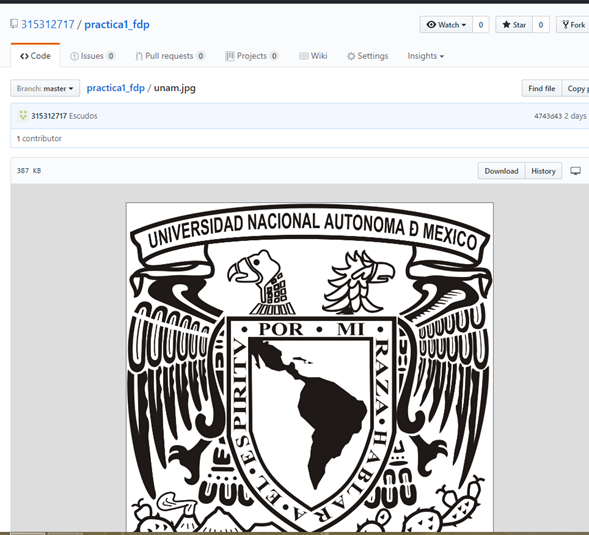 315312717 / practica1_fdp
Watch 0 Star 0 Fork
Code Issues 0 Pull requests 0 Projects 0 Wiki Settings Insights
Branch: master practica1_fdp / unam.jpg Find file Copy
315312717 Escudos 4743d43 2 days
1 contributor
387 KB Download History
UNIVERSIDAD NACIONAL AUTONOMA Ð MEXICO
· POR · MI ·
RAZA · HABLARA
· EL · ESPIRITV